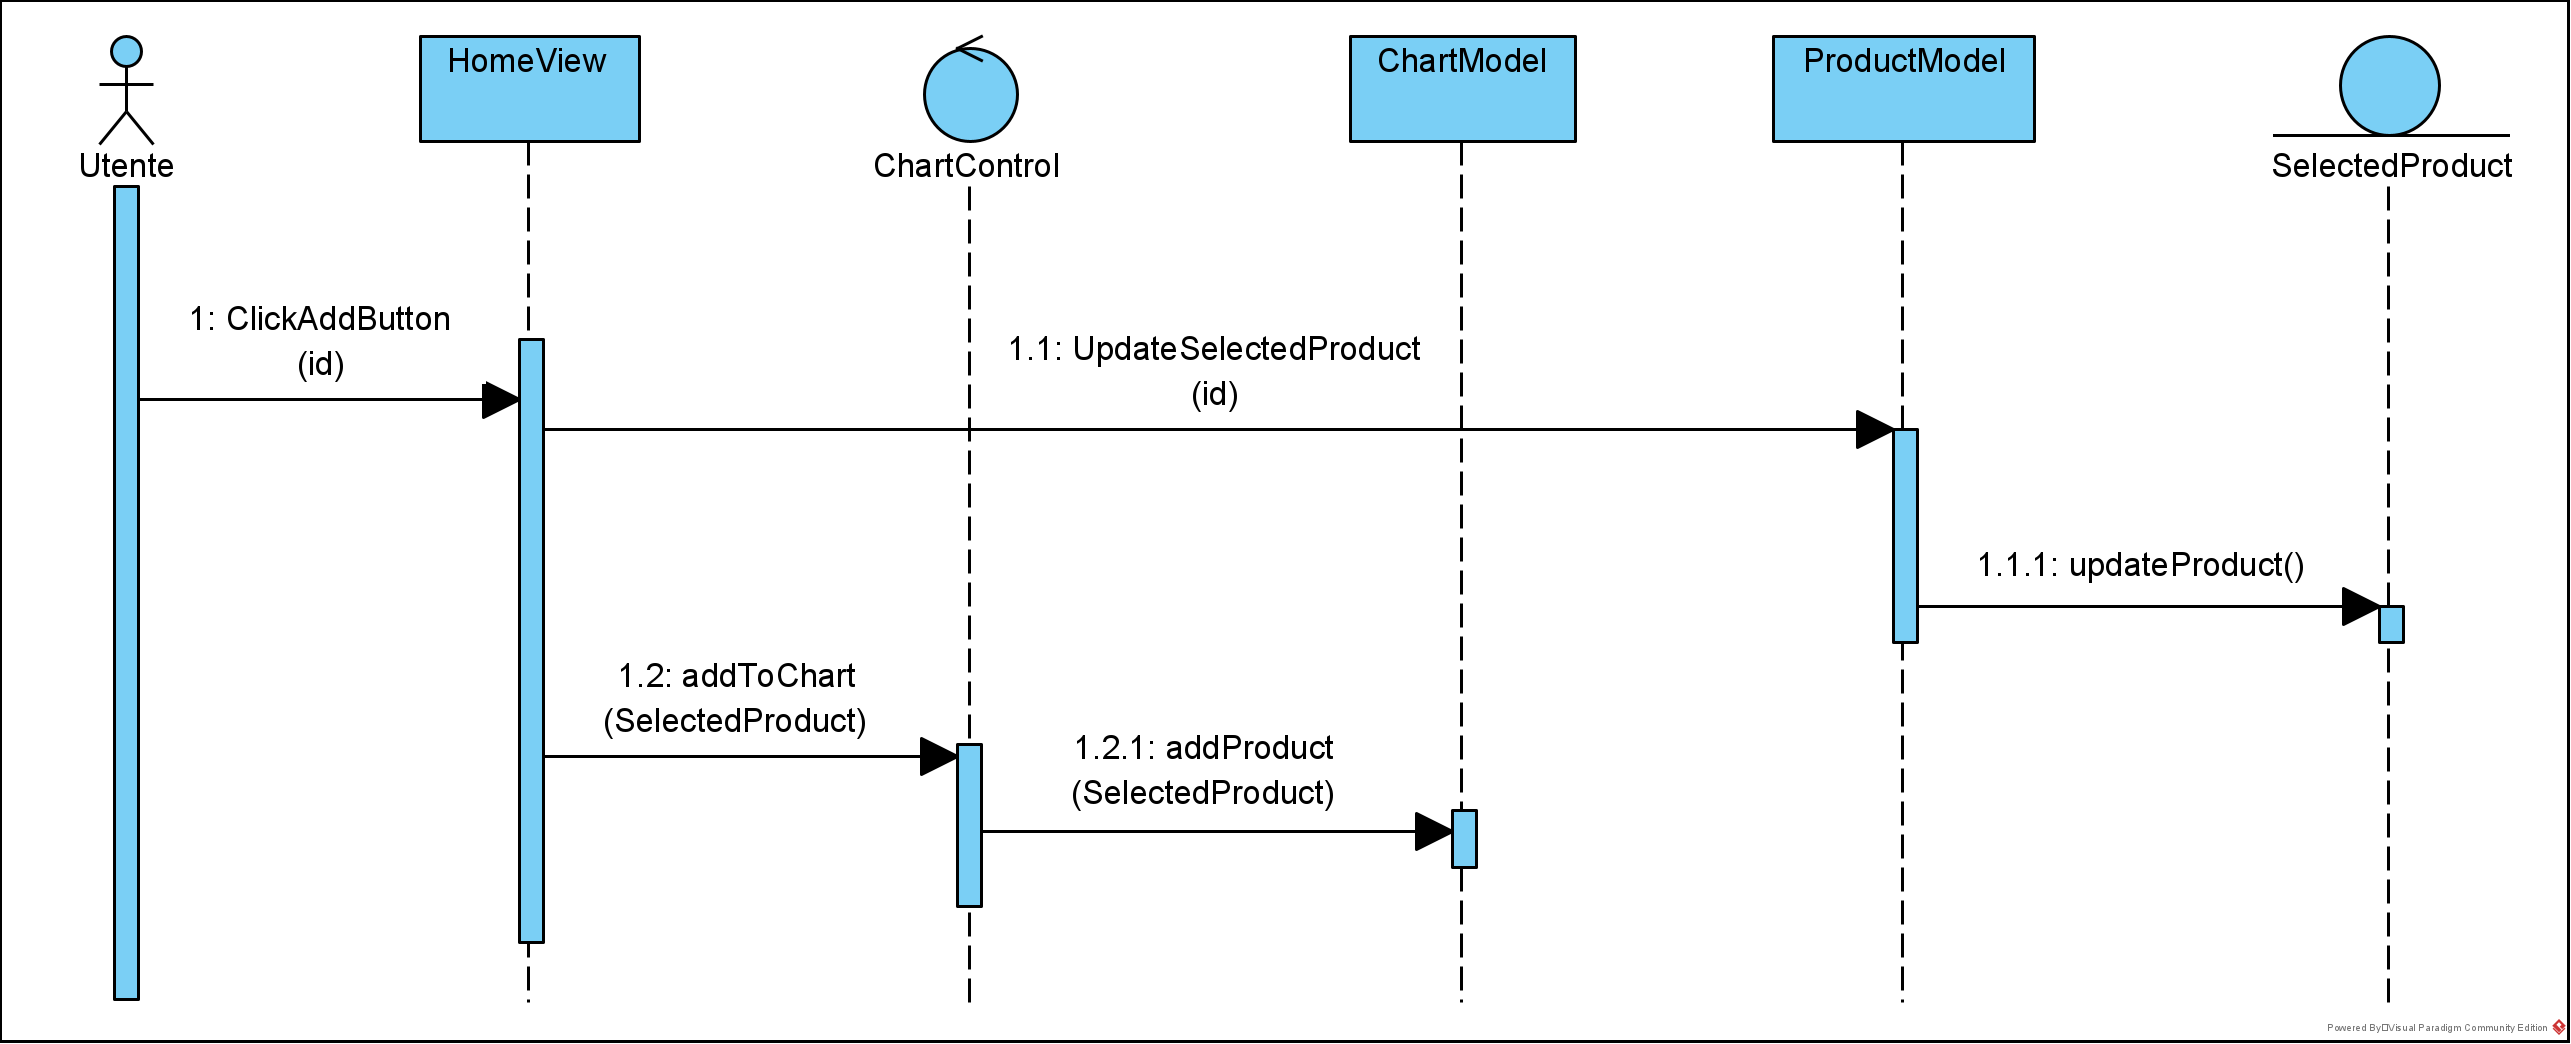 HomeView
ChartModel
ProductModel
Utente
ChartControl
SelectedProduct
1: ClickAddButton
(id)
1.1: UpdateSelectedProduct
(id)
1.1.1: updateProduct()
1.2: addToChart
(SelectedProduct)
1.2.1: addProduct
(SelectedProduct)
Powered By□Visual Paradigm Community Edition